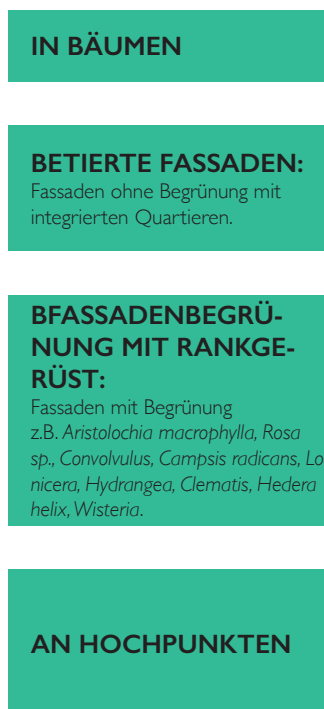 IN BÄUMEN
BETIERTE FASSADEN:
Fassaden ohne Begrünung mit
integrierten Quartieren.
BFASSADENBEGRÜ-
NUNG MIT RANKGE-
RÜST:
Fassaden mit Begrünung
z.B. Aristolochia macrophylla, Rosa
sp., Convolvulus, Campsis radicans, Lo
nicera, Hydrangea, Clematis, Hedera
helix, Wisteria.
AN HOCHPUNKTEN